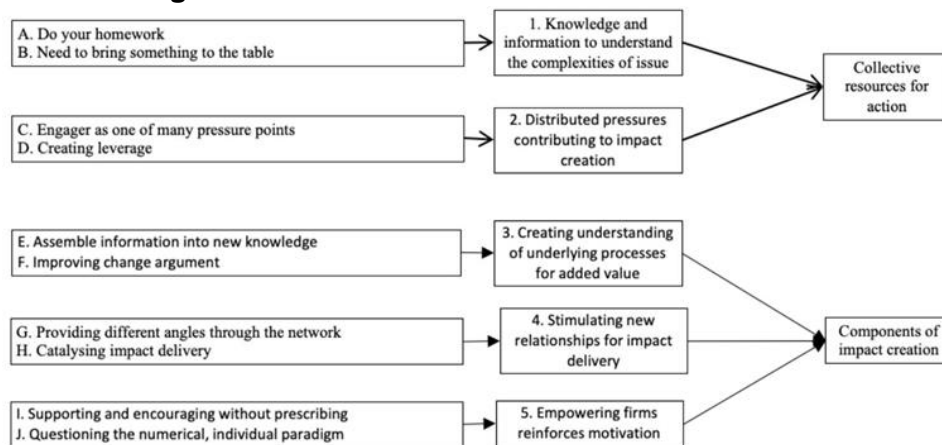 A. Do your homework
B. Need to bring something to the table
1. Knowledge and
information to understand
the complexities of issue
Collective
resources for
action
C. Engager as one of many pressure points
D. Creating leverage
2. Distributed pressures
contributing to impact
creation
E. Assemble information into new knowledge
F. Improving change argument
3. Creating understanding
of underlying processes
for added value
G. Providing different angles through the network
H. Catalysing impact delivery
4. Stimulating new
relationships for impact
delivery
Components of
impact creation
I. Supporting and encouraging without prescribing
J. Questioning the numerical, individual paradigm
5. Empowering firms
reinforces motivation